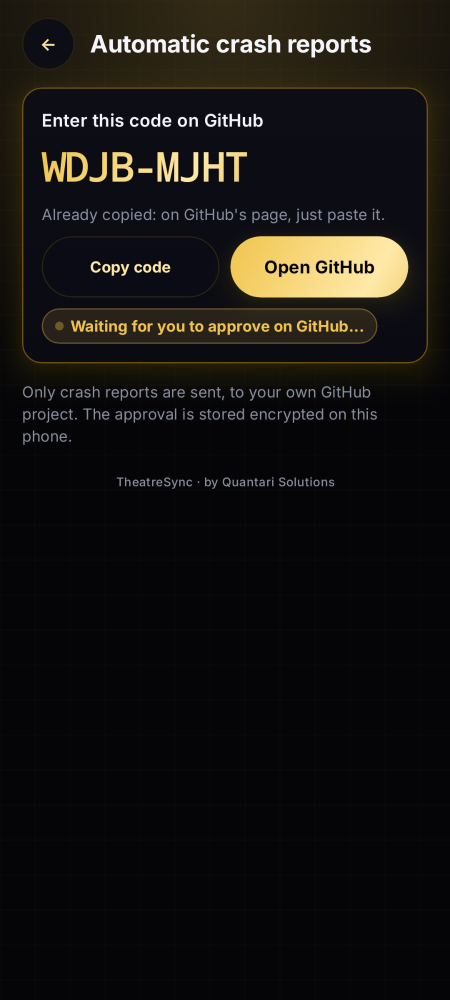 Automatic crash reports
Enter this code on GitHub
WDJB-MJHT
Already copied: on GitHub's page, just paste it.
Copy code
Open GitHub
Waiting for you to approve on GitHub...
Only crash reports are sent, to your own GitHub
project. The approval is stored encrypted on this
phone.
TheatreSync · by Quantari Solutions